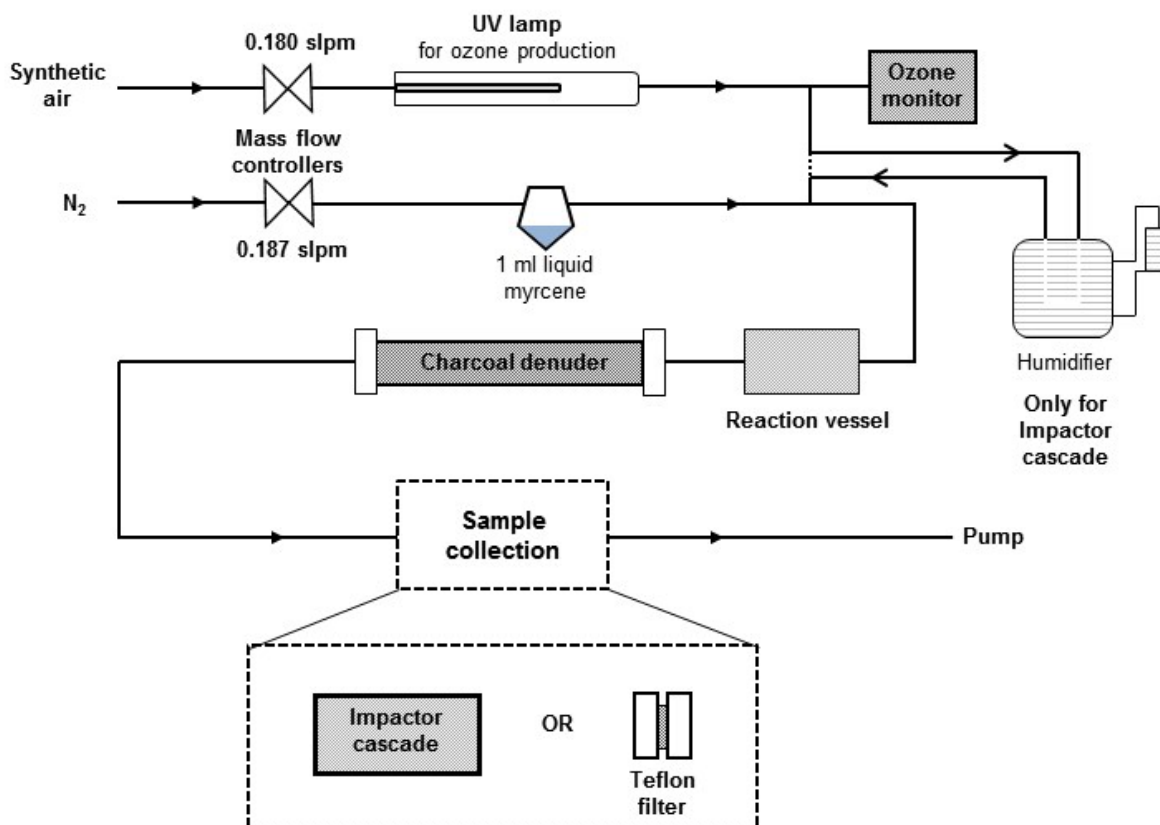 UV lamp
for ozone production
0.180 slpm
Synthetic
air
Ozone
monitor
Mass flow
controllers
N₂
0.187 slpm
1 ml liquid
myrcene
Humidifier
Only for
Impactor
cascade
Charcoal denuder
Reaction vessel
Sample
collection
Pump
Impactor
cascade
OR
Teflon
filter